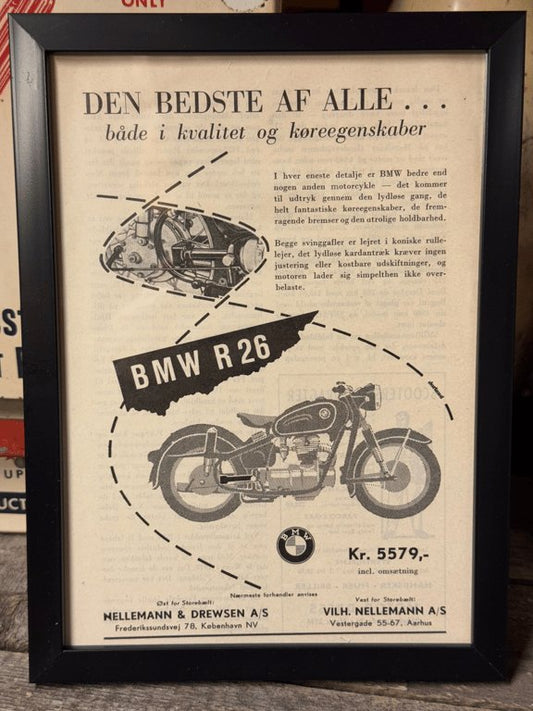 ONLY
DEN BEDSTE AF ALLE . . .
både i kvalitet og køreegenskaber
I hver eneste detalje er BMW bedre end
nogen anden motorcykle — det kommer
til udtryk gennem den lydløse gang, de
helt fantastiske køreegenskaber, de frem-
ragende bremser og den utrolige holdbarhed.
Begge svinggafler er lejret i koniske rulle-
lejer, det lydløse kardantræk kræver ingen
justering eller kostbare udskiftninger, og
motoren lader sig simpelthen ikke over-
belaste.
BMW R 26
BMW
Kr. 5579,-
incl. omsætning
Nærmeste forhandler anvises
Øst for Storebælt:
NELLEMANN & DREWSEN A/S
Frederikssundsvej 78, København NV
Vest for Storebælt:
VILH. NELLEMANN A/S
Vestergade 55-67, Aarhus